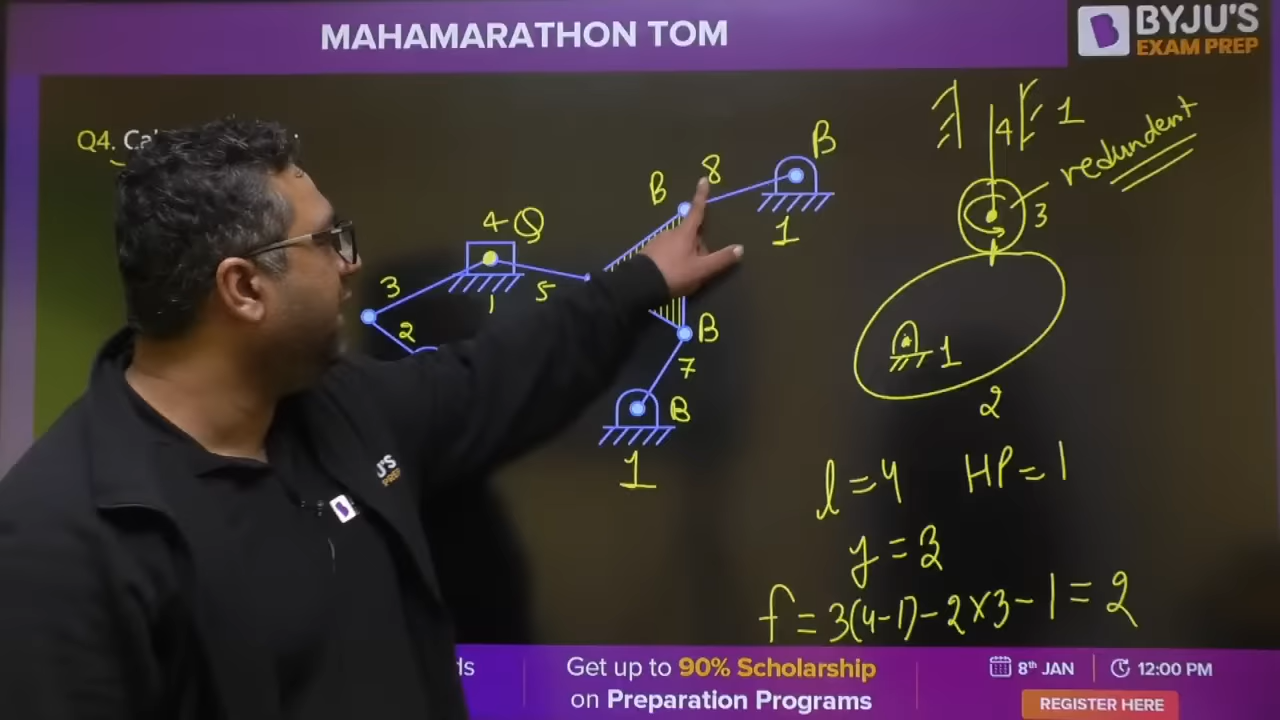 MAHAMARATHON TOM
BYJU'S
EXAM PREP
Q4.
4 Q
3
2
1
5
B
8
B
1
B
7
B
1
4
1
redundent
3
1
2
l = 4 HP = 1
y = 3
f = 3(4-1) - 2×3 - 1 = 2
J'S
PREP
Get up to 90% Scholarship
on Preparation Programs
8th JAN
12:00 PM
REGISTER HERE